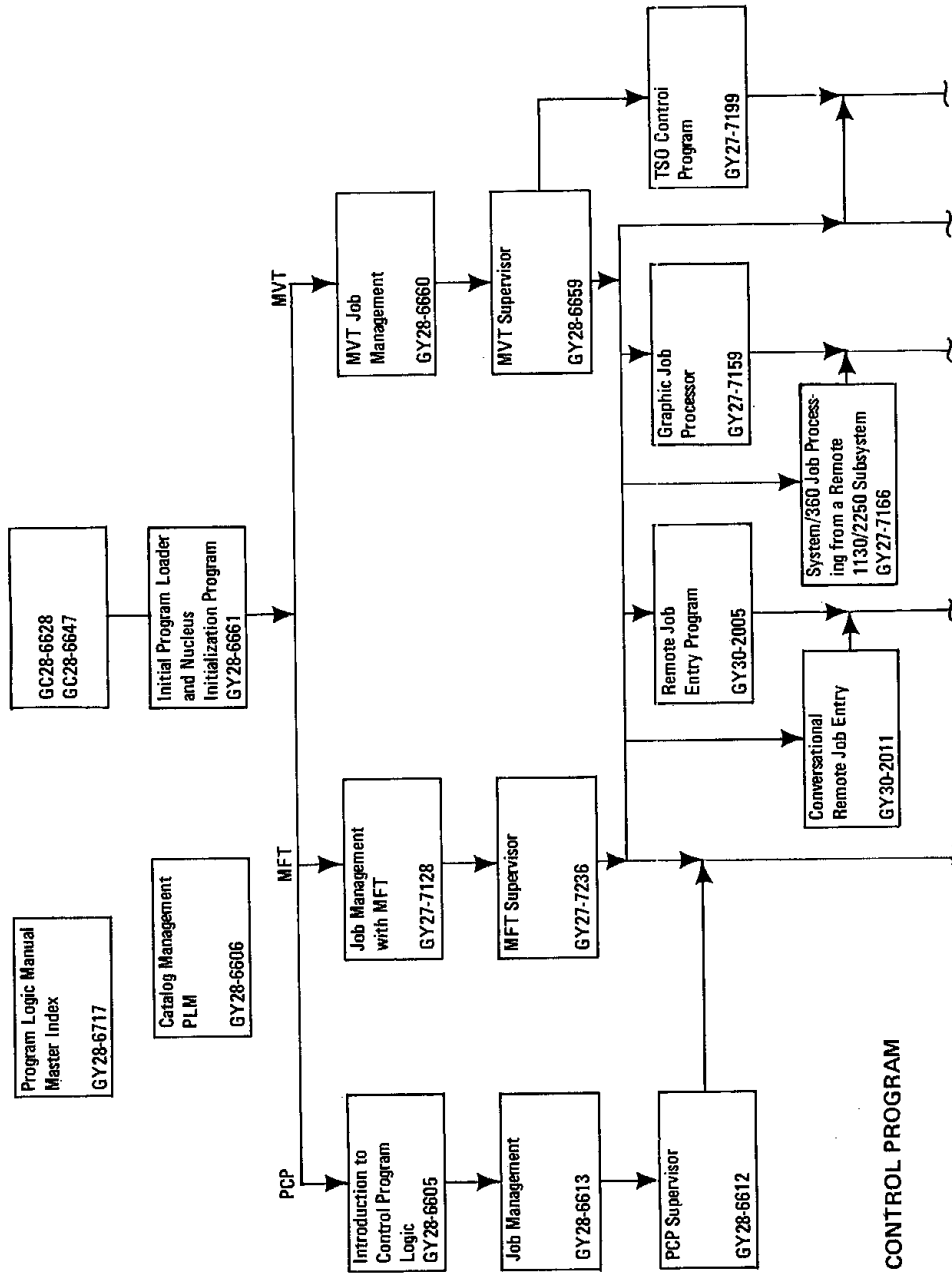 Program Logic Manual
Master Index
GY28-6717
GC28-6628
GC28-6647
Catalog Management
PLM
GY28-6606
Initial Program Loader
and Nucleus
Initialization Program
GY28-6661
PCP
MFT
MVT
Introduction to
Control Program
Logic
GY28-6605
Job Management
with MFT
GY27-7128
MVT Job
Management
GY28-6660
Job Management
GY28-6613
MFT Supervisor
GY27-7236
MVT Supervisor
GY28-6659
PCP Supervisor
GY28-6612
Remote Job
Entry Program
GY30-2005
Graphic Job
Processor
GY27-7159
TSO Control
Program
GY27-7199
Conversational
Remote Job Entry
GY30-2011
System/360 Job Process-
ing from a Remote
1130/2250 Subsystem
GY27-7166
CONTROL PROGRAM